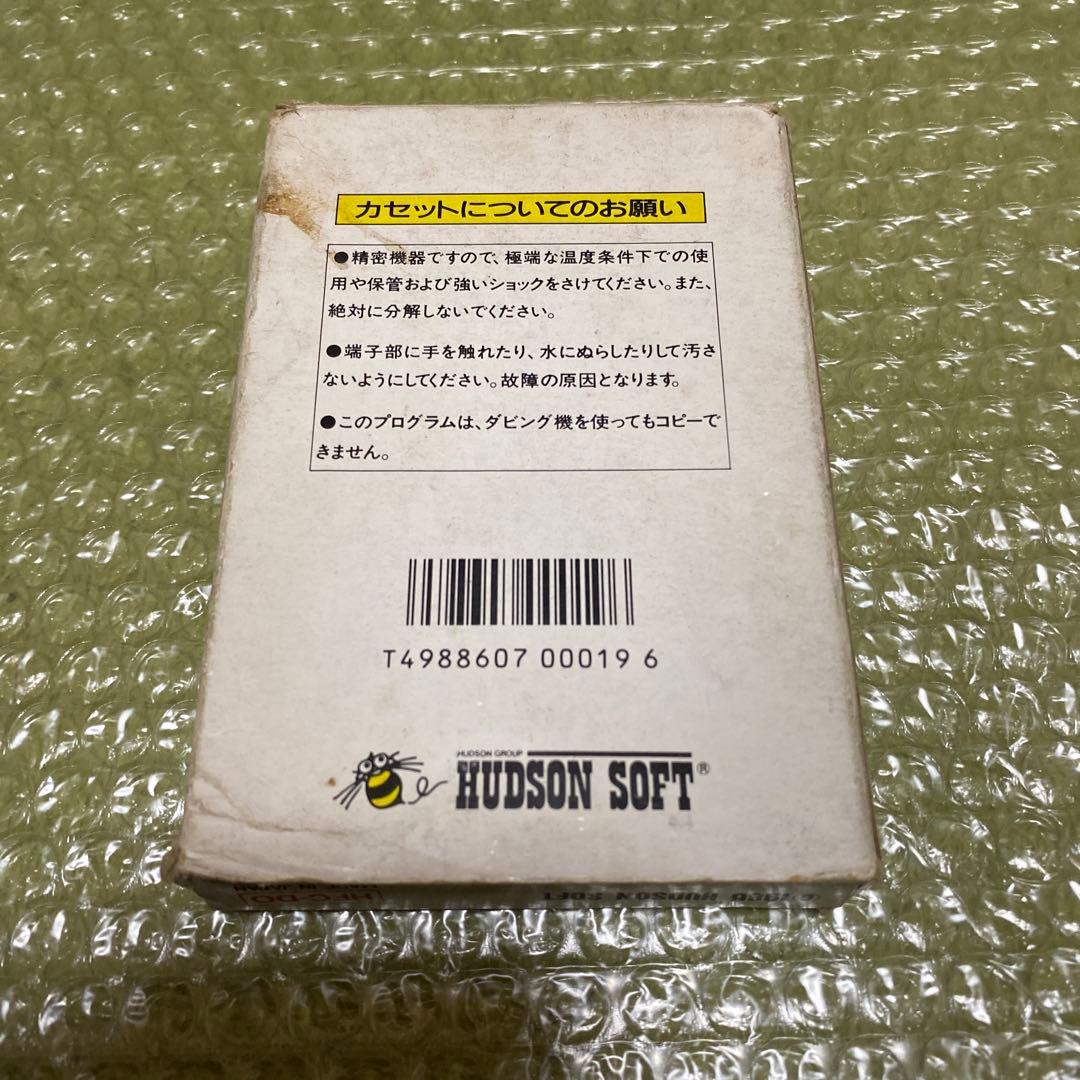 カセットについてのお願い
●精密機器ですので、極端な温度条件下での使
用や保管および強いショックをさけてください。また、
絶対に分解しないでください。
●端子部に手を触れたり、水にぬらしたりして汚さ
ないようにしてください。故障の原因となります。
●このプログラムは、ダビング機を使ってもコピーで
きません。
T4988607 00019 6
HUDSON GROUP
HUDSON SOFT®
HFC-DO
MADE IN JAPAN
HUDSON SOFT